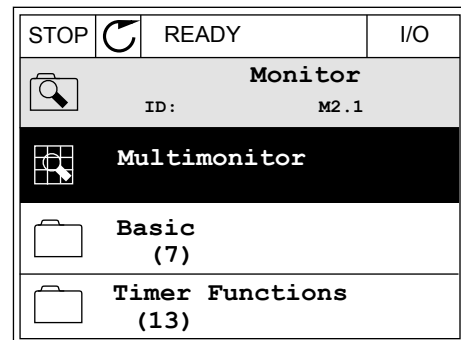 STOP READY I/O
Monitor
ID: M2.1
Multimonitor
Basic
(7)
Timer Functions
(13)